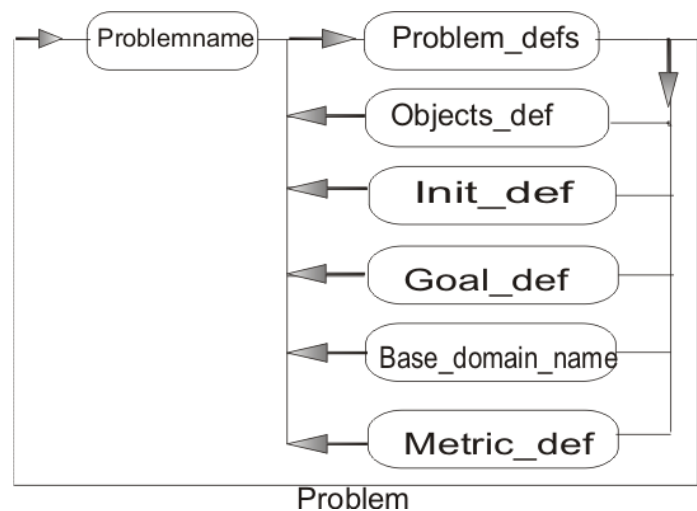 Problemname
Problem_defs
Objects_def
Init_def
Goal_def
Base_domain_name
Metric_def
Problem